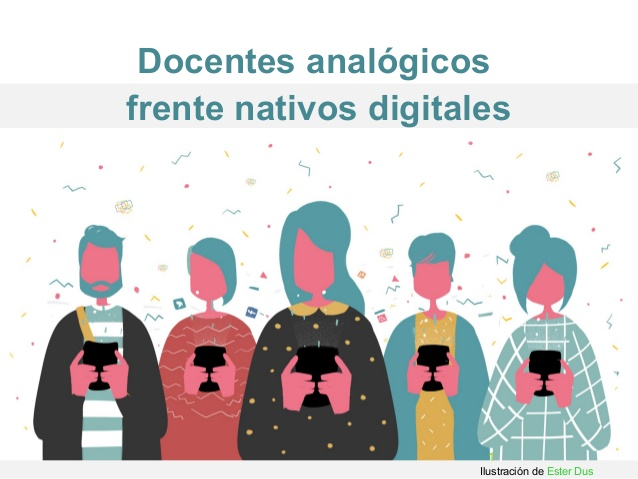 Docentes analógicos
frente nativos digitales
Ilustración de Ester Dus